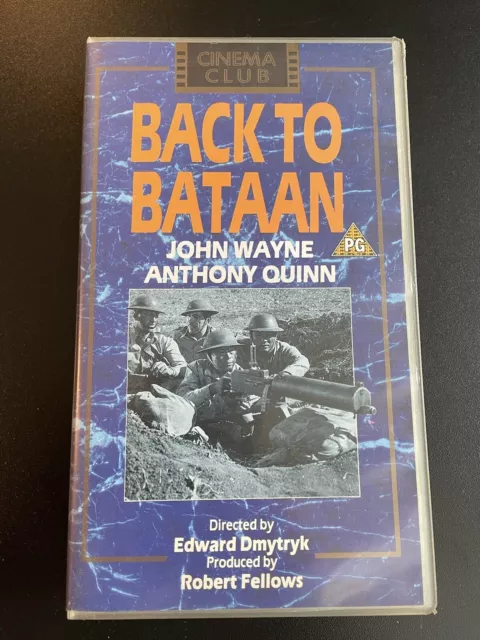 CINEMA
CLUB
BACK TO
BATAAN
JOHN WAYNE
PG
ANTHONY QUINN
Directed by
Edward Dmytryk
Produced by
Robert Fellows